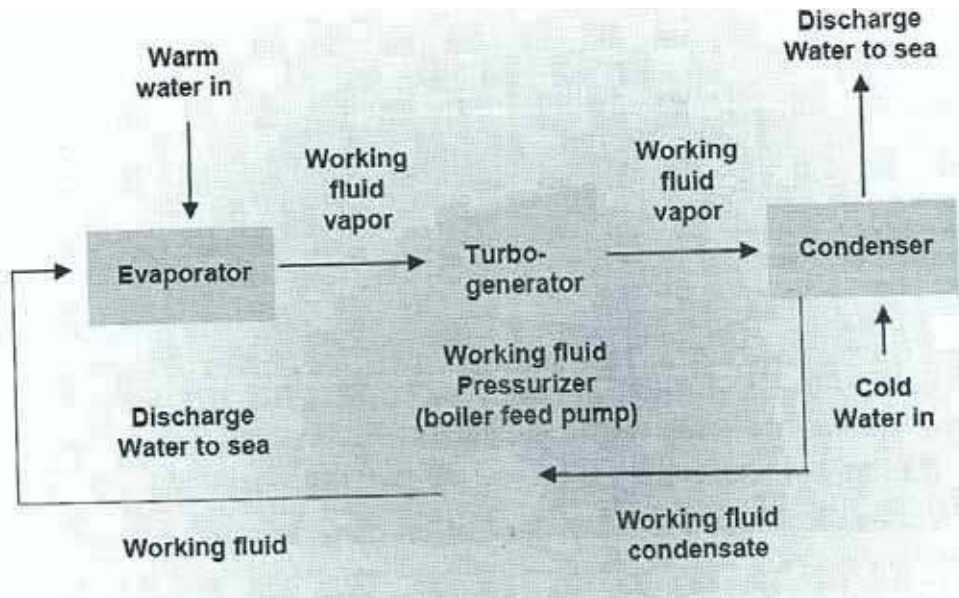 Discharge
Water to sea
Warm
water in
Working
fluid
vapor
Working
fluid
vapor
Evaporator
Turbo-
generator
Condenser
Working fluid
Pressurizer
(boiler feed pump)
Discharge
Water to sea
Cold
Water in
Working fluid
Working fluid
condensate